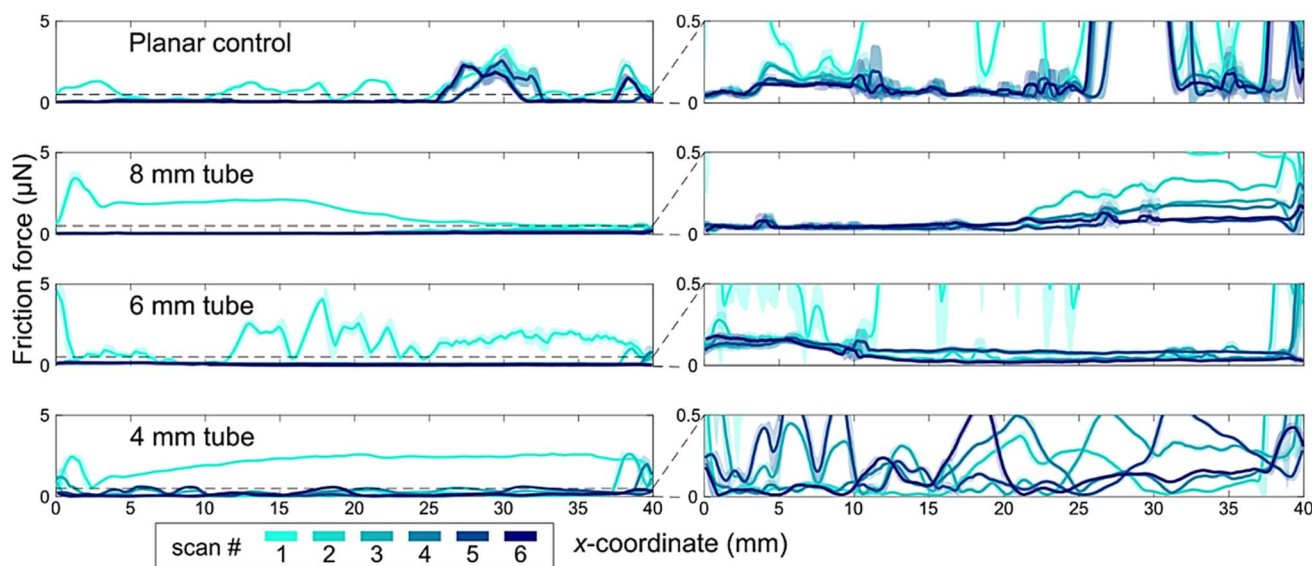 Friction force (µN)
Planar control
5
0
0.5
0
8 mm tube
5
0
0.5
0
6 mm tube
5
0
0.5
0
4 mm tube
5
0
0.5
0
0 5 10 15 20 25 30 35 40
0 5 10 15 20 25 30 35 40
scan # 1 2 3 4 5 6
x-coordinate (mm)